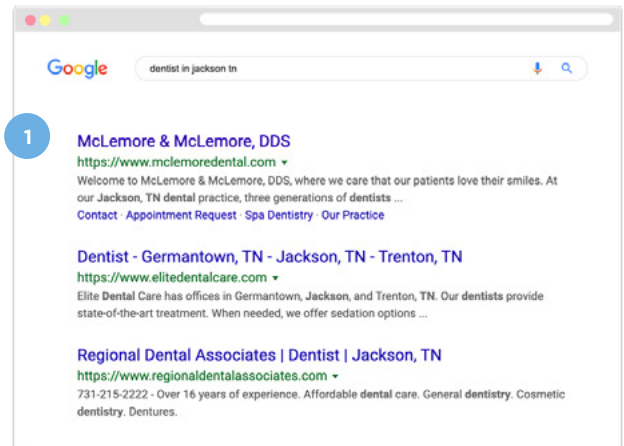 Google
dentist in jackson tn
1
McLemore & McLemore, DDS
https://www.mclemoredental.com
Welcome to McLemore & McLemore, DDS, where we care that our patients love their smiles. At
our Jackson, TN dental practice, three generations of dentists ...
Contact · Appointment Request · Spa Dentistry · Our Practice
Dentist - Germantown, TN - Jackson, TN - Trenton, TN
https://www.elitedentalcare.com
Elite Dental Care has offices in Germantown, Jackson, and Trenton, TN. Our dentists provide
state-of-the-art treatment. When needed, we offer sedation options ...
Regional Dental Associates | Dentist | Jackson, TN
https://www.regionaldentalassociates.com
731-215-2222 - Over 16 years of experience. Affordable dental care. General dentistry. Cosmetic
dentistry. Dentures.